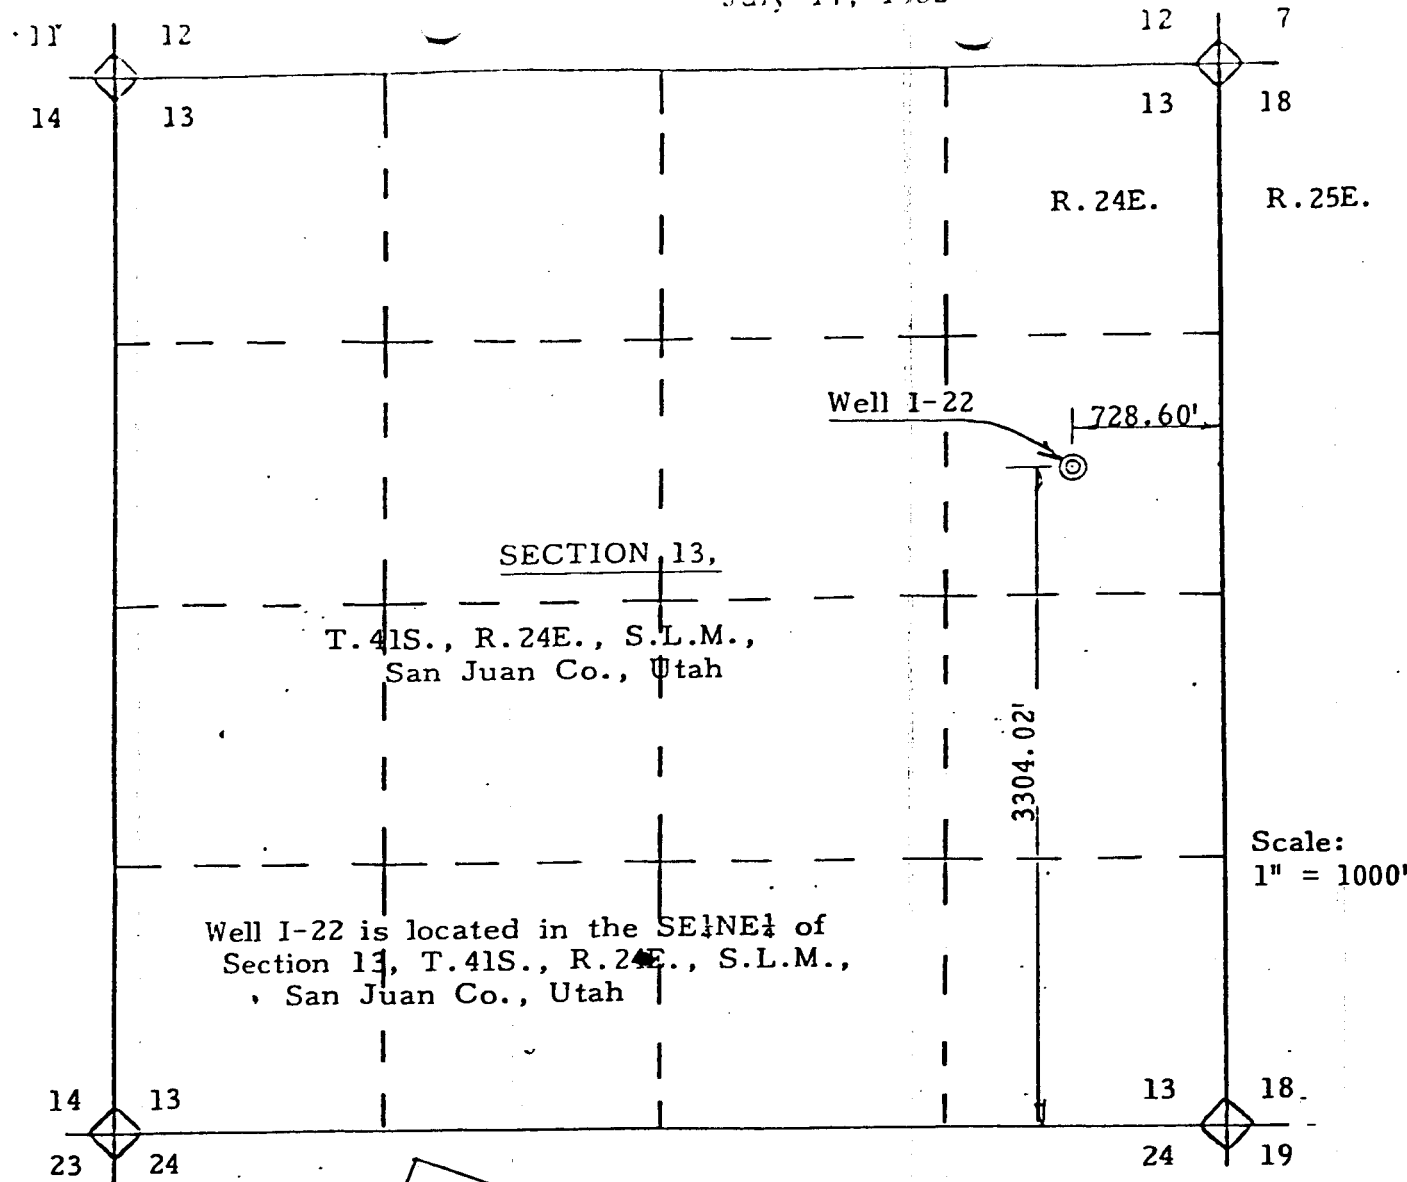 11 12
12 7
14 13
13 18
R.24E. R.25E.
Well I-22
728.60'
SECTION 13,
T.41S., R.24E., S.L.M.,
San Juan Co., Utah
3304.02'
Scale:
1" = 1000'
Well I-22 is located in the SE¼NE¼ of
Section 13, T.41S., R.24E., S.L.M.,
San Juan Co., Utah
14 13
13 18
23 24
24 19